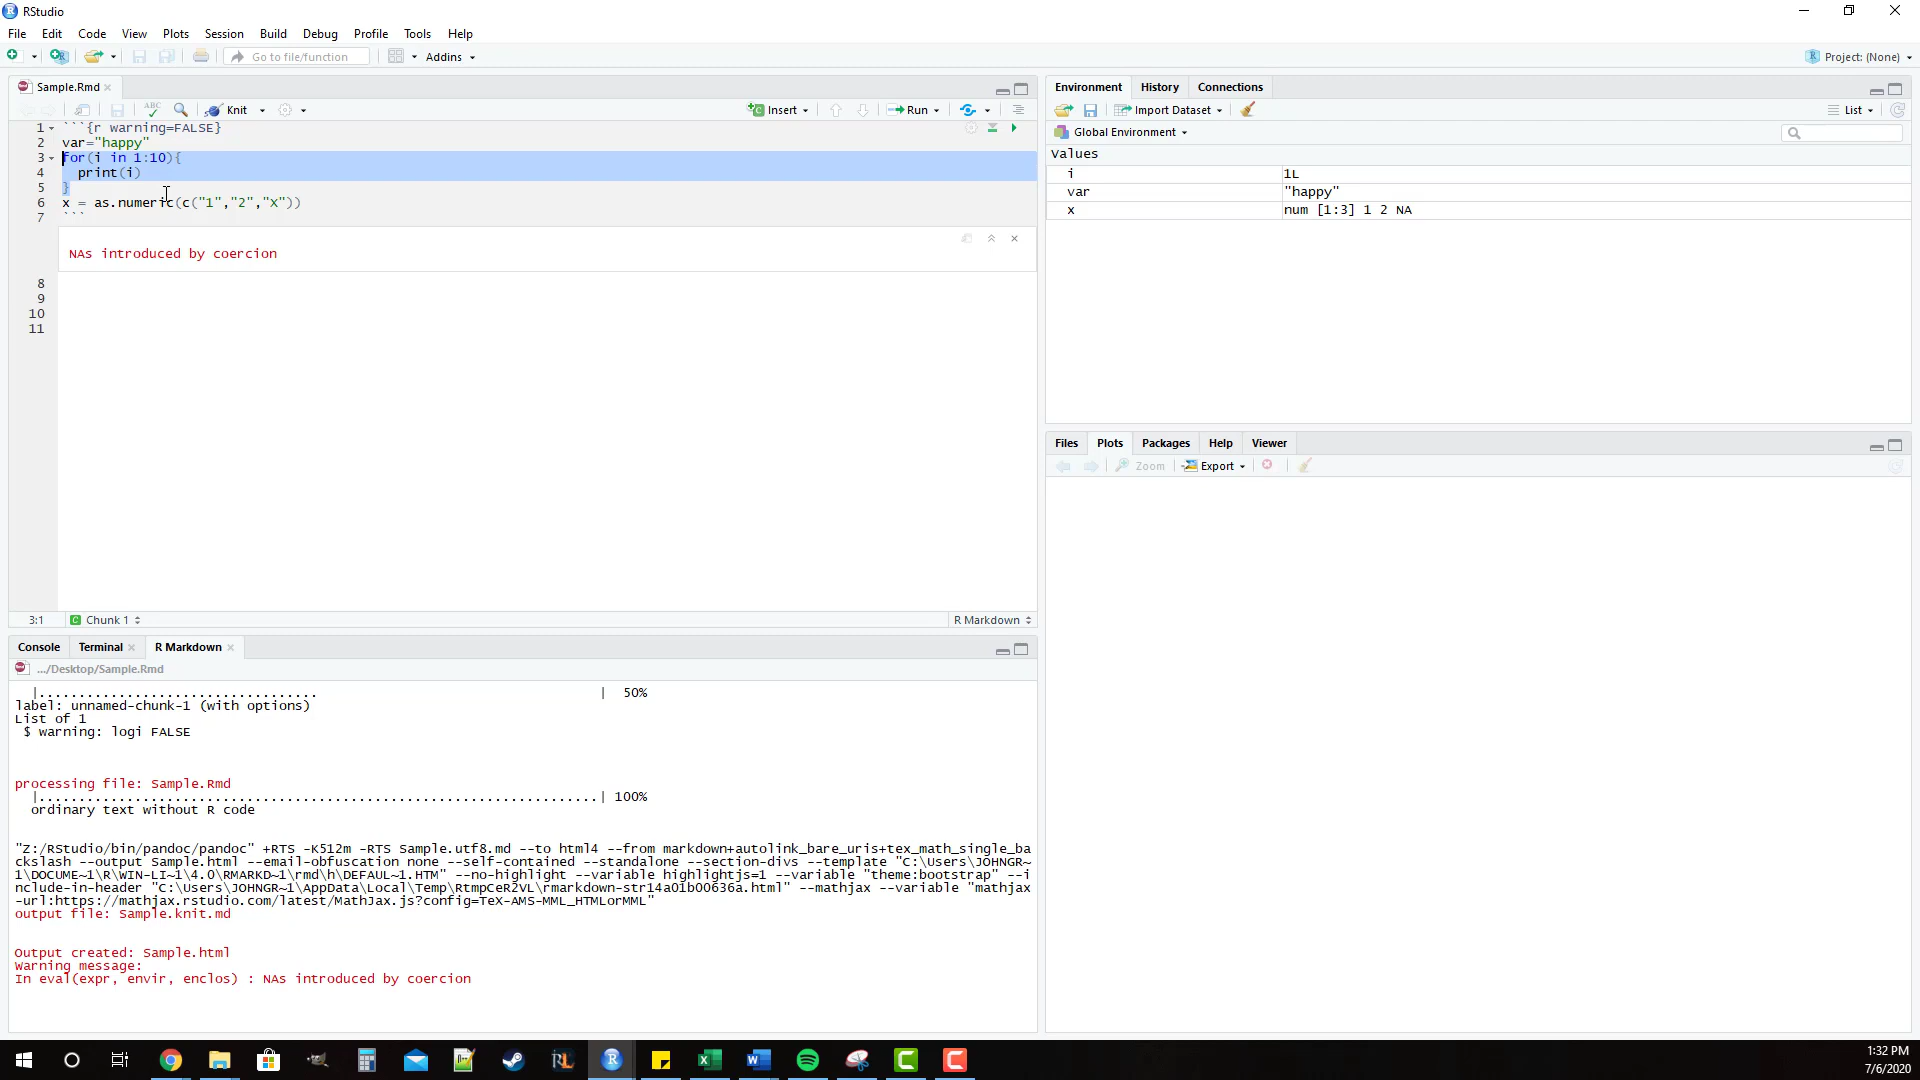 RStudio
File Edit Code View Plots Session Build Debug Profile Tools Help
Go to file/function Addins Project: (None)
Sample.Rmd
ABC Knit Insert Run
1 ```{r warning=FALSE}
2 var="happy"
3 for(i in 1:10){
4 print(i)
5 }
6 x = as.numeric(c("1","2","X"))
7 ```
NAs introduced by coercion
8
9
10
11
3:1 Chunk 1 R Markdown
Console Terminal R Markdown
.../Desktop/Sample.Rmd
|................................... | 50%
label: unnamed-chunk-1 (with options)
List of 1
$ warning: logi FALSE
processing file: Sample.Rmd
|......................................................................| 100%
ordinary text without R code
"Z:/RStudio/bin/pandoc/pandoc" +RTS -K512m -RTS Sample.utf8.md --to html4 --from markdown+autolink_bare_uris+tex_math_single_ba
ckslash --output Sample.html --email-obfuscation none --self-contained --standalone --section-divs --template "C:\Users\JOHNGR~
1\DOCUME~1\R\WIN-LI~1\4.0\RMARKD~1\rmd\h\DEFAUL~1.HTM" --no-highlight --variable highlightjs=1 --variable "theme:bootstrap" --i
nclude-in-header "C:\Users\JOHNGR~1\AppData\Local\Temp\RtmpCeR2VL\rmarkdown-str14a01b00636a.html" --mathjax --variable "mathjax
-url:https://mathjax.rstudio.com/latest/MathJax.js?config=TeX-AMS-MML_HTMLorMML"
output file: Sample.knit.md
Output created: Sample.html
Warning message:
In eval(expr, envir, enclos) : NAs introduced by coercion
Environment History Connections
Import Dataset List
Global Environment
Values
i 1L
var "happy"
x num [1:3] 1 2 NA
Files Plots Packages Help Viewer
Zoom Export
1:32 PM
7/6/2020